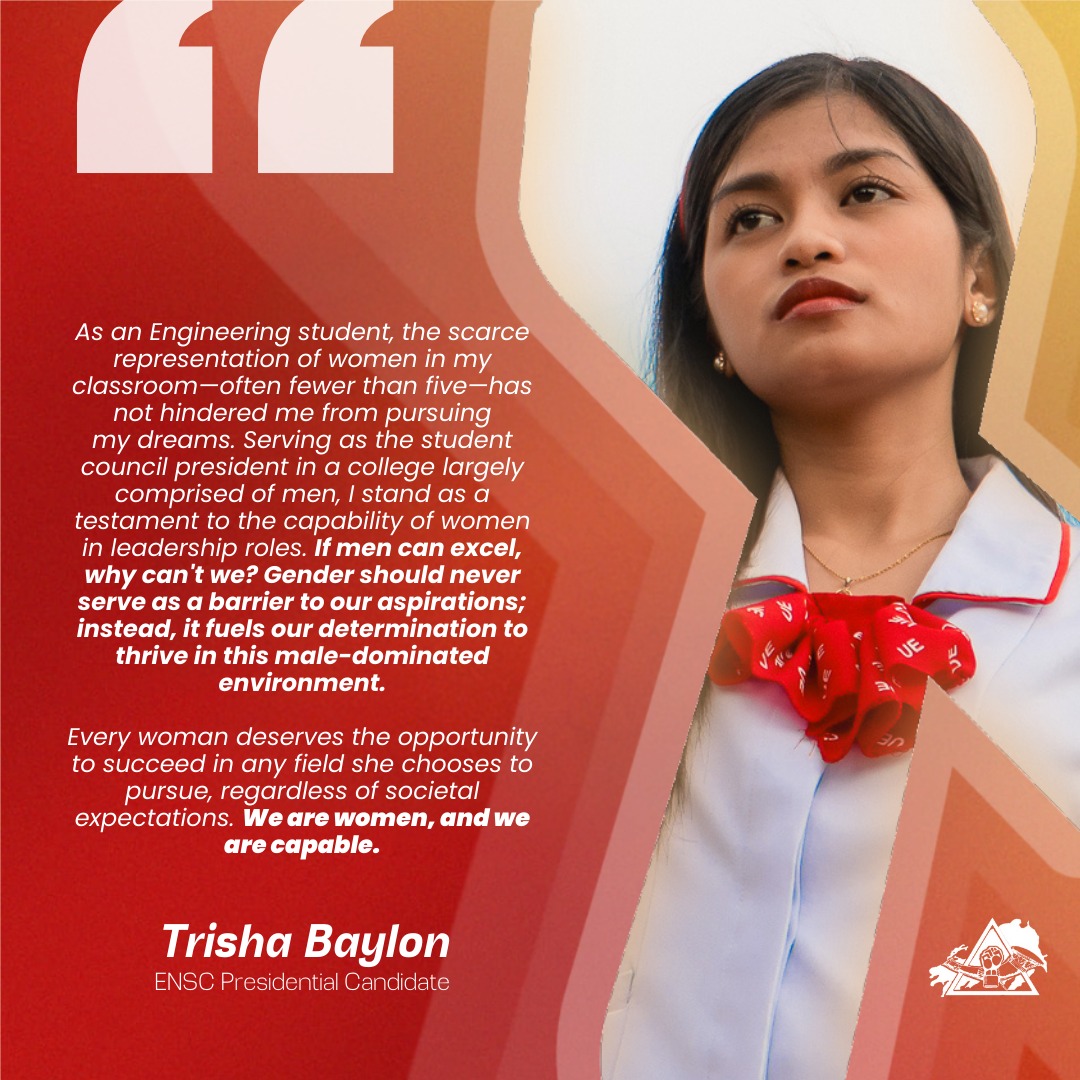 As an Engineering student, the scarce
representation of women in my
classroom—often fewer than five—has
not hindered me from pursuing
my dreams. Serving as the student
council president in a college largely
comprised of men, I stand as a
testament to the capability of women
in leadership roles. If men can excel,
why can't we? Gender should never
serve as a barrier to our aspirations;
instead, it fuels our determination to
thrive in this male-dominated
environment.
Every woman deserves the opportunity
to succeed in any field she chooses to
pursue, regardless of societal
expectations. We are women, and we
are capable.
Trisha Baylon
ENSC Presidential Candidate
UE
UE
UE
UE